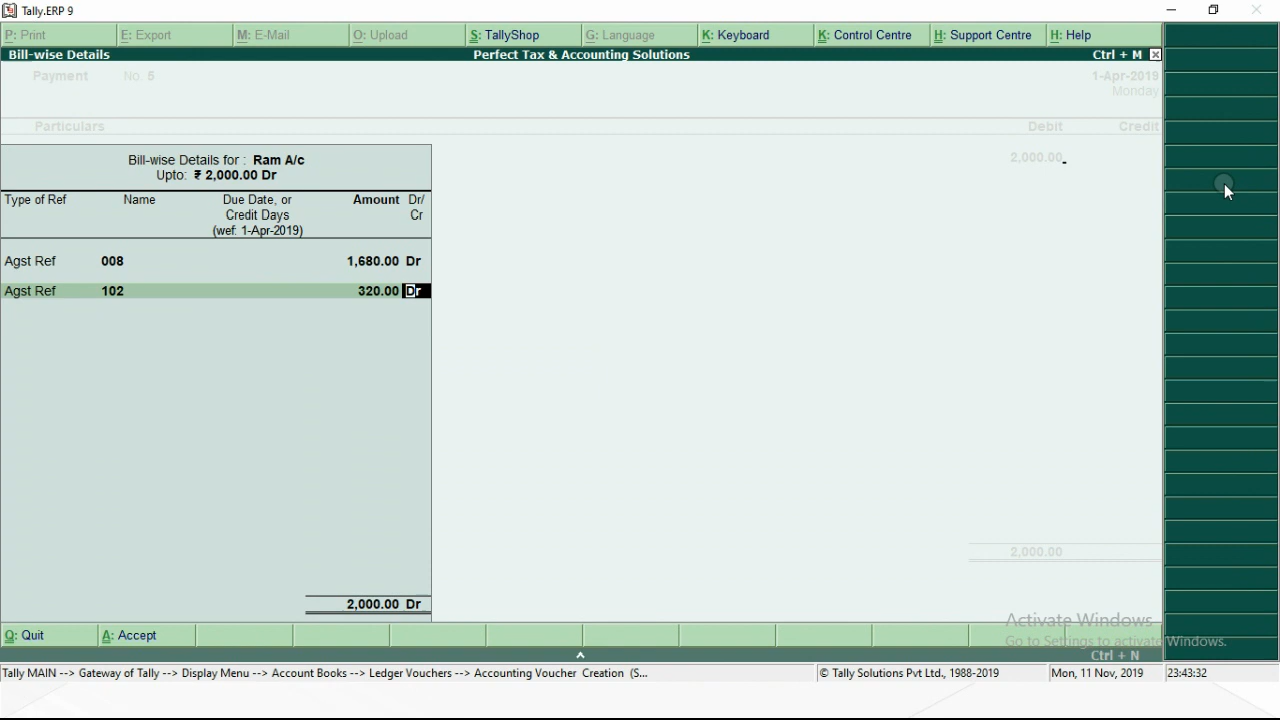 Tally.ERP 9
P: Print E: Export M: E-Mail O: Upload S: TallyShop G: Language K: Keyboard K: Control Centre H: Support Centre H: Help
Bill-wise Details Perfect Tax & Accounting Solutions Ctrl + M
Payment No. 5 1-Apr-2019
Monday
Particulars Debit Credit
Bill-wise Details for : Ram A/c 2,000.00
Upto: ₹ 2,000.00 Dr
Type of Ref Name Due Date, or Amount Dr/
Credit Days Cr
(wef. 1-Apr-2019)
Agst Ref 008 1,680.00 Dr
Agst Ref 102 320.00 Dr
2,000.00
2,000.00 Dr
Activate Windows
Q: Quit A: Accept Go to Settings to activate Windows.
Ctrl + N
Tally MAIN --> Gateway of Tally --> Display Menu --> Account Books --> Ledger Vouchers --> Accounting Voucher Creation (S... © Tally Solutions Pvt Ltd., 1988-2019 Mon, 11 Nov, 2019 23:43:32